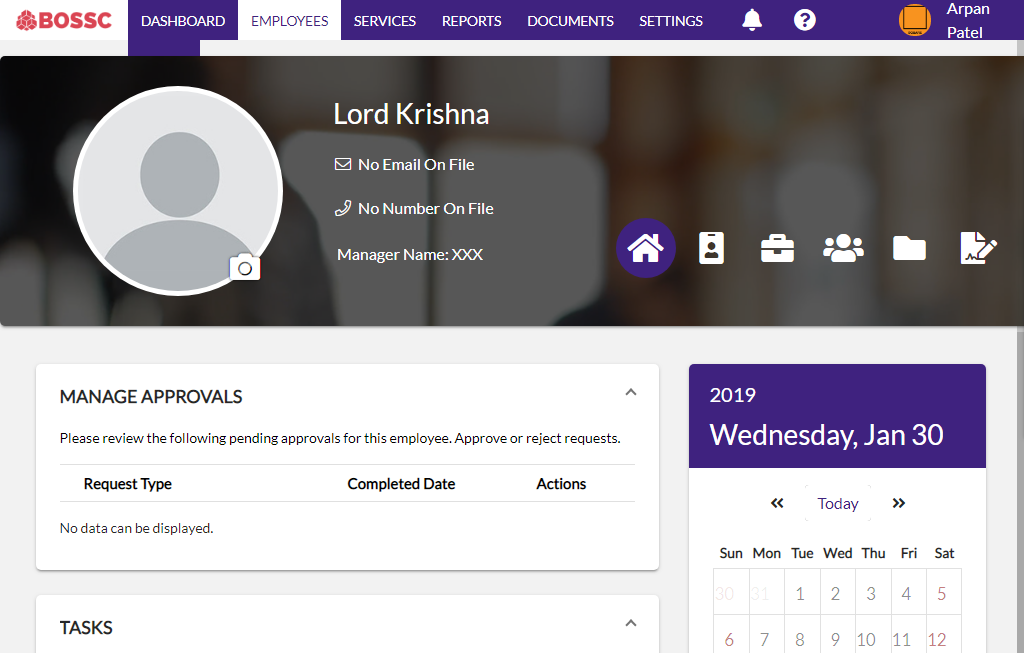 BOSSC
DASHBOARD EMPLOYEES SERVICES REPORTS DOCUMENTS SETTINGS
Arpan
Patel
Lord Krishna
No Email On File
No Number On File
Manager Name: XXX
MANAGE APPROVALS
Please review the following pending approvals for this employee. Approve or reject requests.
Request Type Completed Date Actions
No data can be displayed.
TASKS
2019
Wednesday, Jan 30
« Today »
Sun Mon Tue Wed Thu Fri Sat
30 31 1 2 3 4 5
6 7 8 9 10 11 12